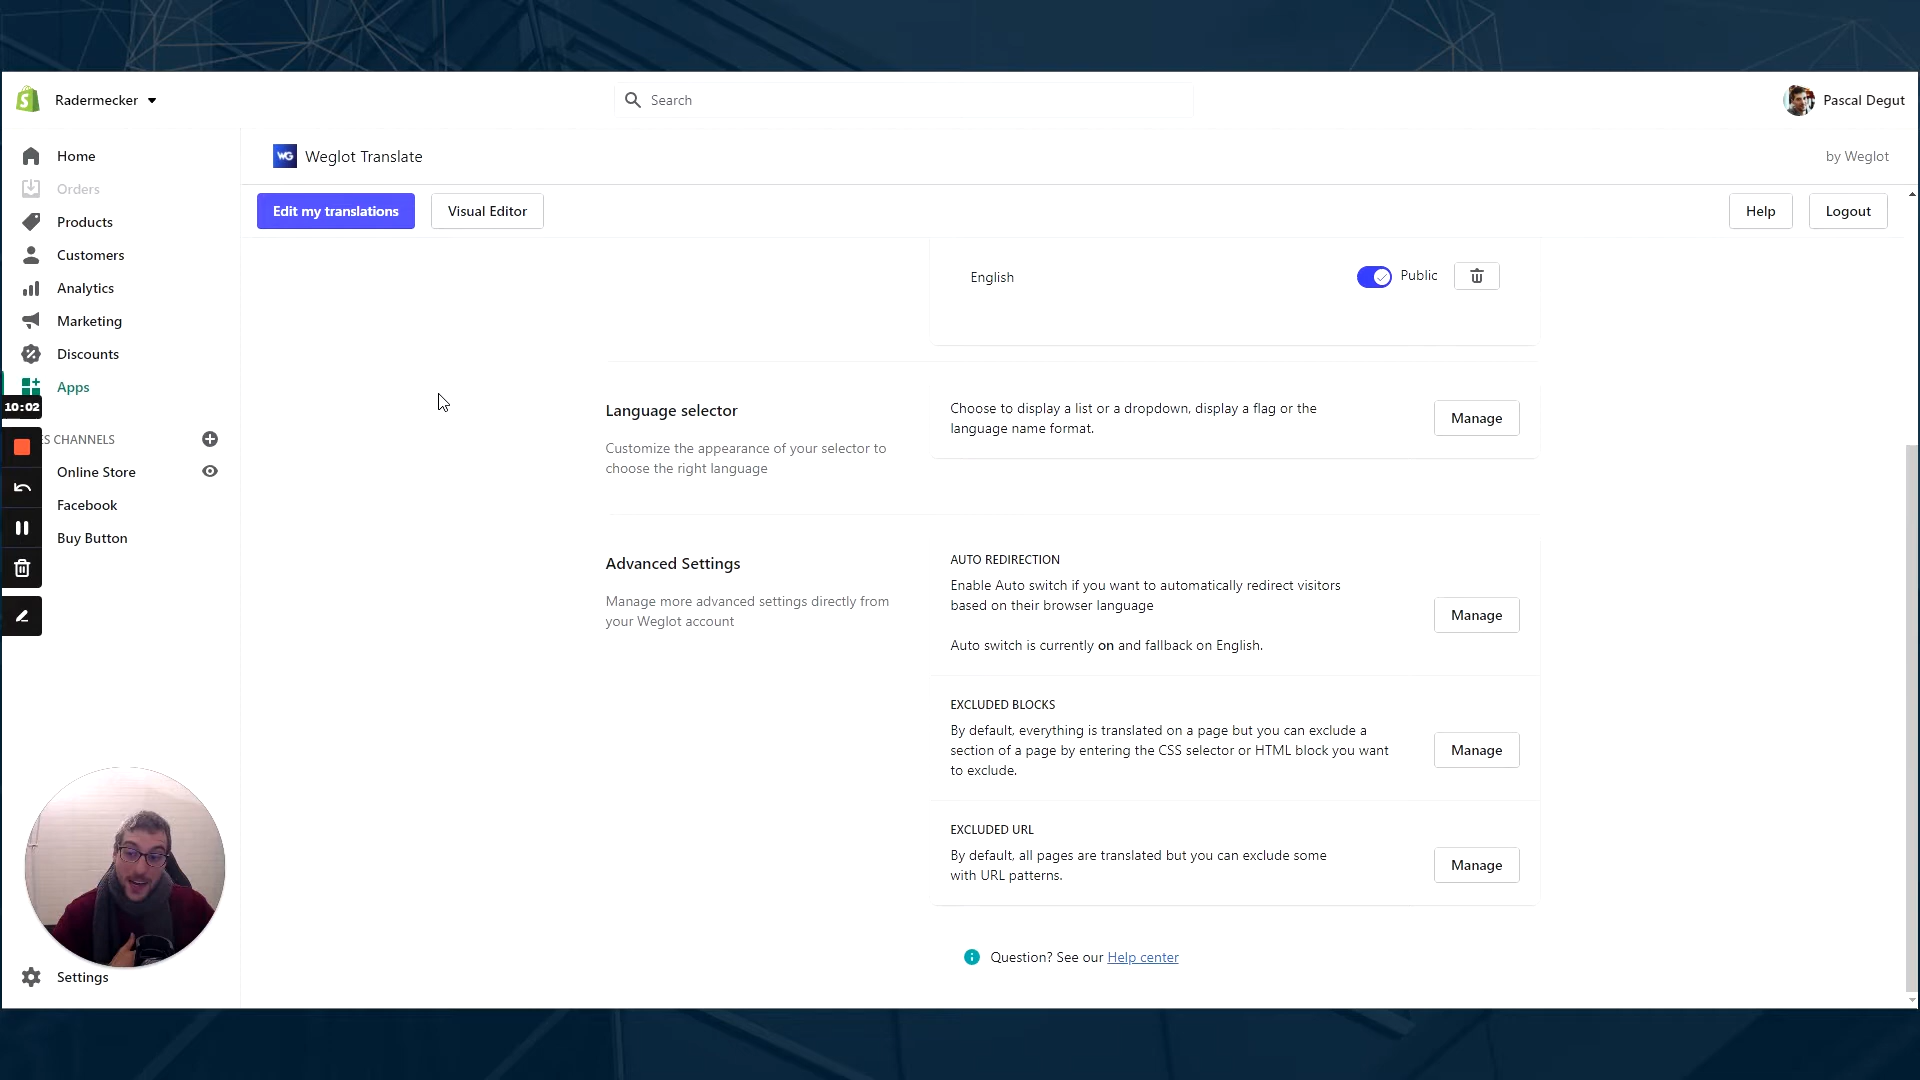 Radermecker
Search
Pascal Degut
Home
Orders
Products
Customers
Analytics
Marketing
Discounts
Apps
10:02
ES CHANNELS
Online Store
Facebook
Buy Button
Settings
WG Weglot Translate
by Weglot
Edit my translations
Visual Editor
Help
Logout
English
Public
Language selector
Customize the appearance of your selector to
choose the right language
Choose to display a list or a dropdown, display a flag or the
language name format.
Manage
Advanced Settings
Manage more advanced settings directly from
your Weglot account
AUTO REDIRECTION
Enable Auto switch if you want to automatically redirect visitors
based on their browser language
Auto switch is currently on and fallback on English.
Manage
EXCLUDED BLOCKS
By default, everything is translated on a page but you can exclude a
section of a page by entering the CSS selector or HTML block you want
to exclude.
Manage
EXCLUDED URL
By default, all pages are translated but you can exclude some
with URL patterns.
Manage
Question? See our Help center